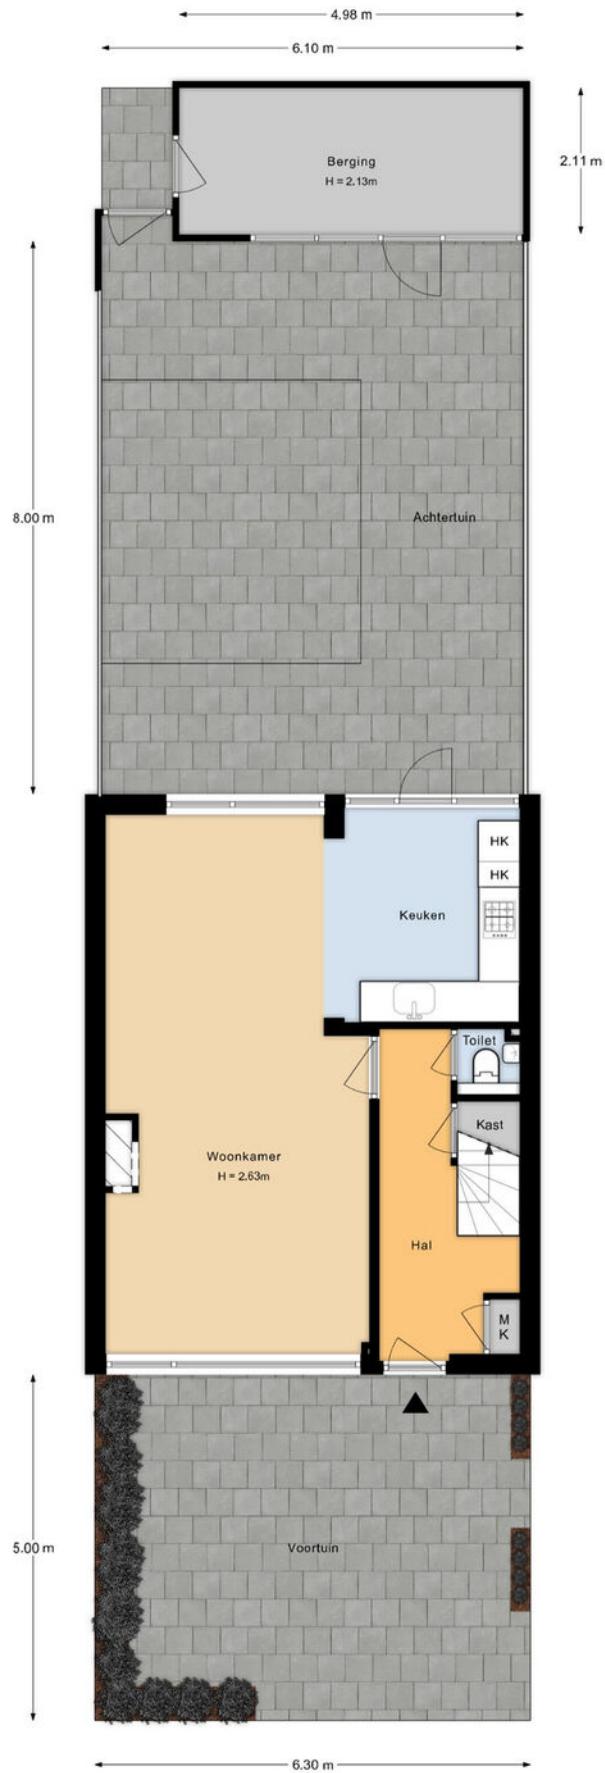 4.98 m
6.10 m
Berging
H = 2.13m
2.11 m
8.00 m
Achtertuin
HK
HK
Keuken
Toilet
Kast
Woonkamer
H = 2.63m
Hal
M
K
5.00 m
Voortuin
6.30 m